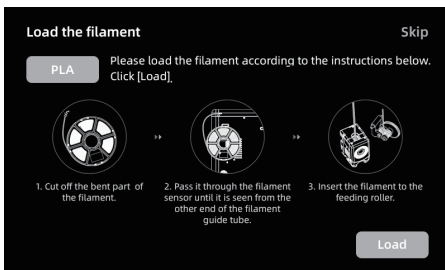 Load the filament
Skip
PLA
Please load the filament according to the instructions below.
Click [Load].
1. Cut off the bent part of
the filament.
2. Pass it through the filament
sensor until it is seen from the
other end of the filament
guide tube.
3. Insert the filament to the
feeding roller.
Load